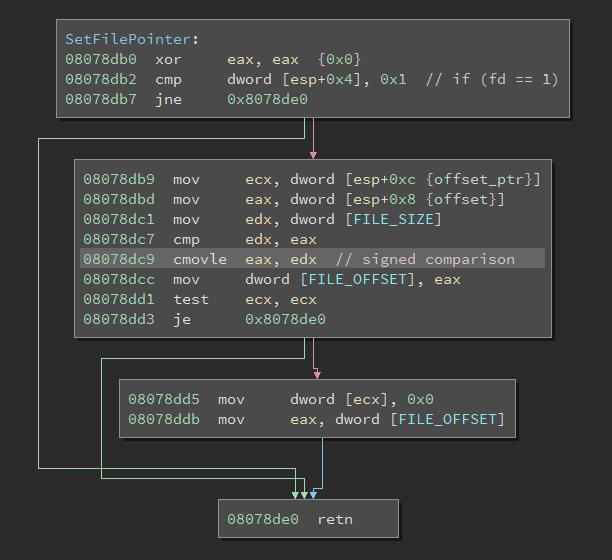 SetFilePointer:
08078db0 xor eax, eax {0x0}
08078db2 cmp dword [esp+0x4], 0x1 // if (fd == 1)
08078db7 jne 0x8078de0
08078db9 mov ecx, dword [esp+0xc {offset_ptr}]
08078dbd mov eax, dword [esp+0x8 {offset}]
08078dc1 mov edx, dword [FILE_SIZE]
08078dc7 cmp edx, eax
08078dc9 cmovle eax, edx // signed comparison
08078dcc mov dword [FILE_OFFSET], eax
08078dd1 test ecx, ecx
08078dd3 je 0x8078de0
08078dd5 mov dword [ecx], 0x0
08078ddb mov eax, dword [FILE_OFFSET]
08078de0 retn